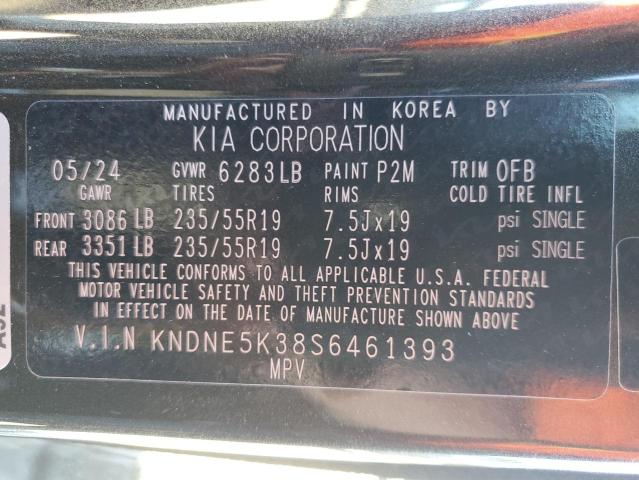 MANUFACTURED IN KOREA BY
KIA CORPORATION
05/24 GVWR 6283LB PAINT P2M TRIM OFB
GAWR TIRES RIMS COLD TIRE INFL
FRONT 3086 LB 235/55R19 7.5Jx19 psi SINGLE
REAR 3351 LB 235/55R19 7.5Jx19 psi SINGLE
THIS VEHICLE CONFORMS TO ALL APPLICABLE U.S.A. FEDERAL
MOTOR VEHICLE SAFETY AND THEFT PREVENTION STANDARDS
IN EFFECT ON THE DATE OF MANUFACTURE SHOWN ABOVE
V.I.N KNDNE5K38S6461393
MPV